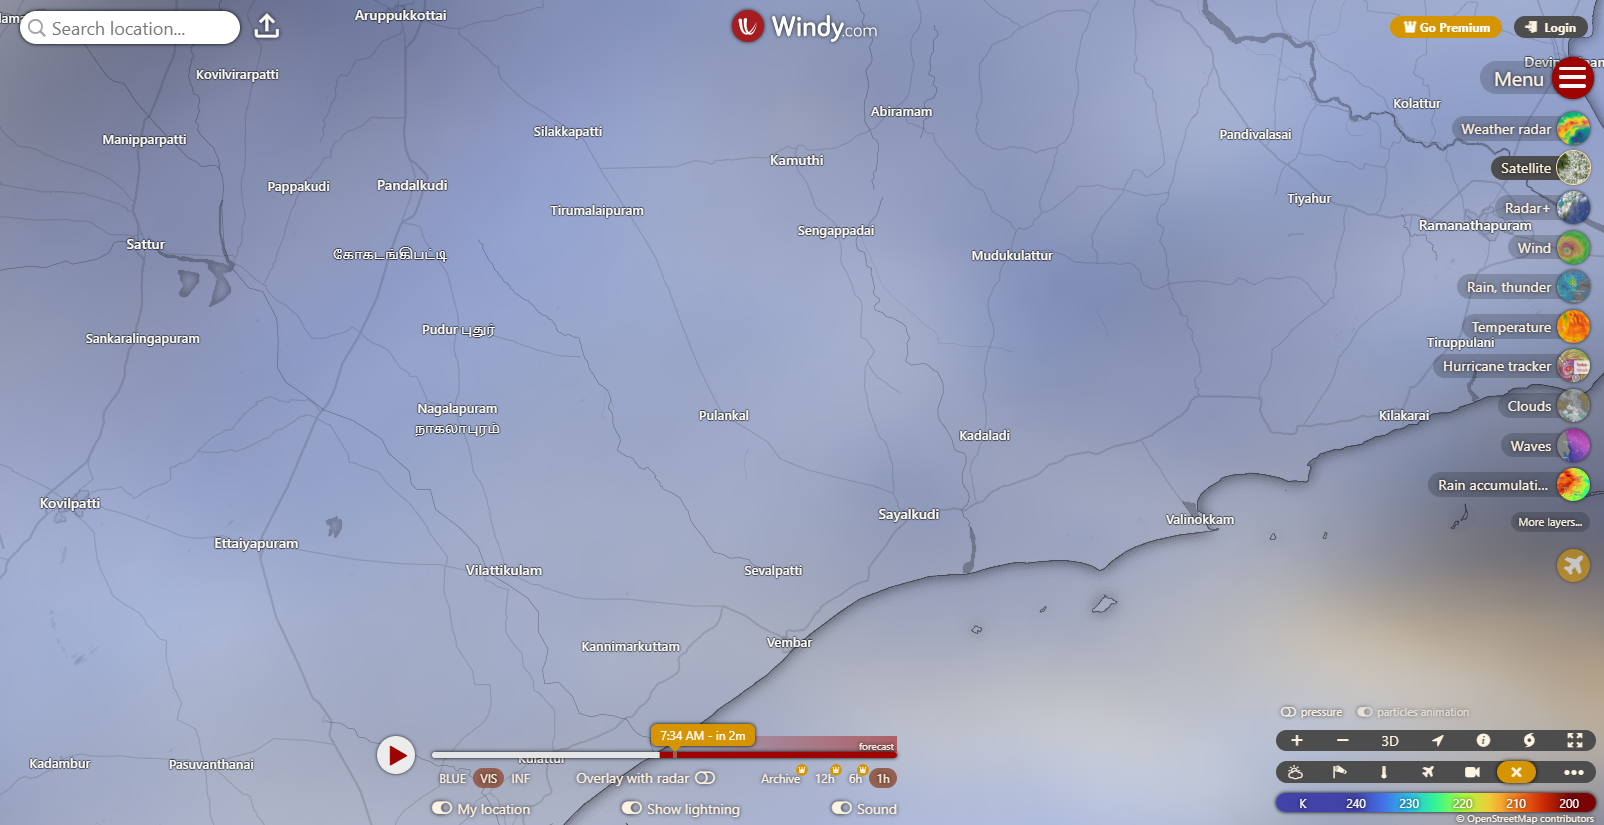 Search location...
Windy.com
Go Premium
Login
Menu
Weather radar
Satellite
Radar+
Wind
Rain, thunder
Temperature
Hurricane tracker
Clouds
Waves
Rain accumulati...
More layers...
Aruppukkottai
Kovilvirarpatti
Abiramam
Kolattur
Manipparpatti
Silakkapatti
Pandivalasai
Kamuthi
Pappakudi
Pandalkudi
Tirumalaipuram
Tiyahur
Sengappadai
Ramanathapuram
Sattur
கோகடங்கிபட்டி
Mudukulattur
Pudur புதுர்
Sankaralingapuram
Tiruppulani
Nagalapuram
நாகலாபுரம்
Pulankal
Kilakarai
Kadaladi
Kovilpatti
Sayalkudi
Valinokkam
Ettaiyapuram
Vilattikulam
Sevalpatti
Kannimarkuttam
Vembar
Kadambur
Pasuvanthanai
Kulattur
7:34 AM - in 2m
forecast
BLUE VIS INF
Overlay with radar
Archive 12h 6h 1h
My location
Show lightning
Sound
pressure
particles animation
3D
K 240 230 220 210 200
© OpenStreetMap contributors